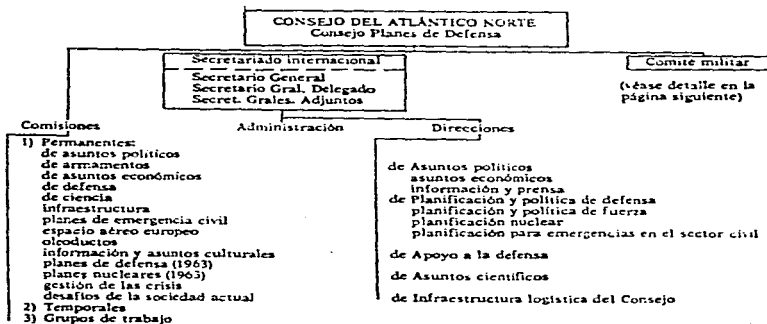 CONSEJO DEL ATLÁNTICO NORTE
Consejo Planes de Defensa
Secretariado internacional
Secretario General
Secretario Gral. Delegado
Secret. Grales. Adjuntos
Comité militar
(véase detalle en la
página siguiente)
Comisiones
1) Permanentes:
de asuntos políticos
de armamentos
de asuntos económicos
de defensa
de ciencia
infraestructura
planes de emergencia civil
espacio aéreo europeo
oleoductos
información y asuntos culturales
planes de defensa (1963)
planes nucleares (1963)
gestión de las crisis
desafíos de la sociedad actual
2) Temporales
3) Grupos de trabajo
Administración
Direcciones
de Asuntos políticos
asuntos económicos
información y prensa
de Planificación y política de defensa
planificación y política de fuerza
planificación nuclear
planificación para emergencias en el sector civil
de Apoyo a la defensa
de Asuntos científicos
de Infraestructura logística del Consejo